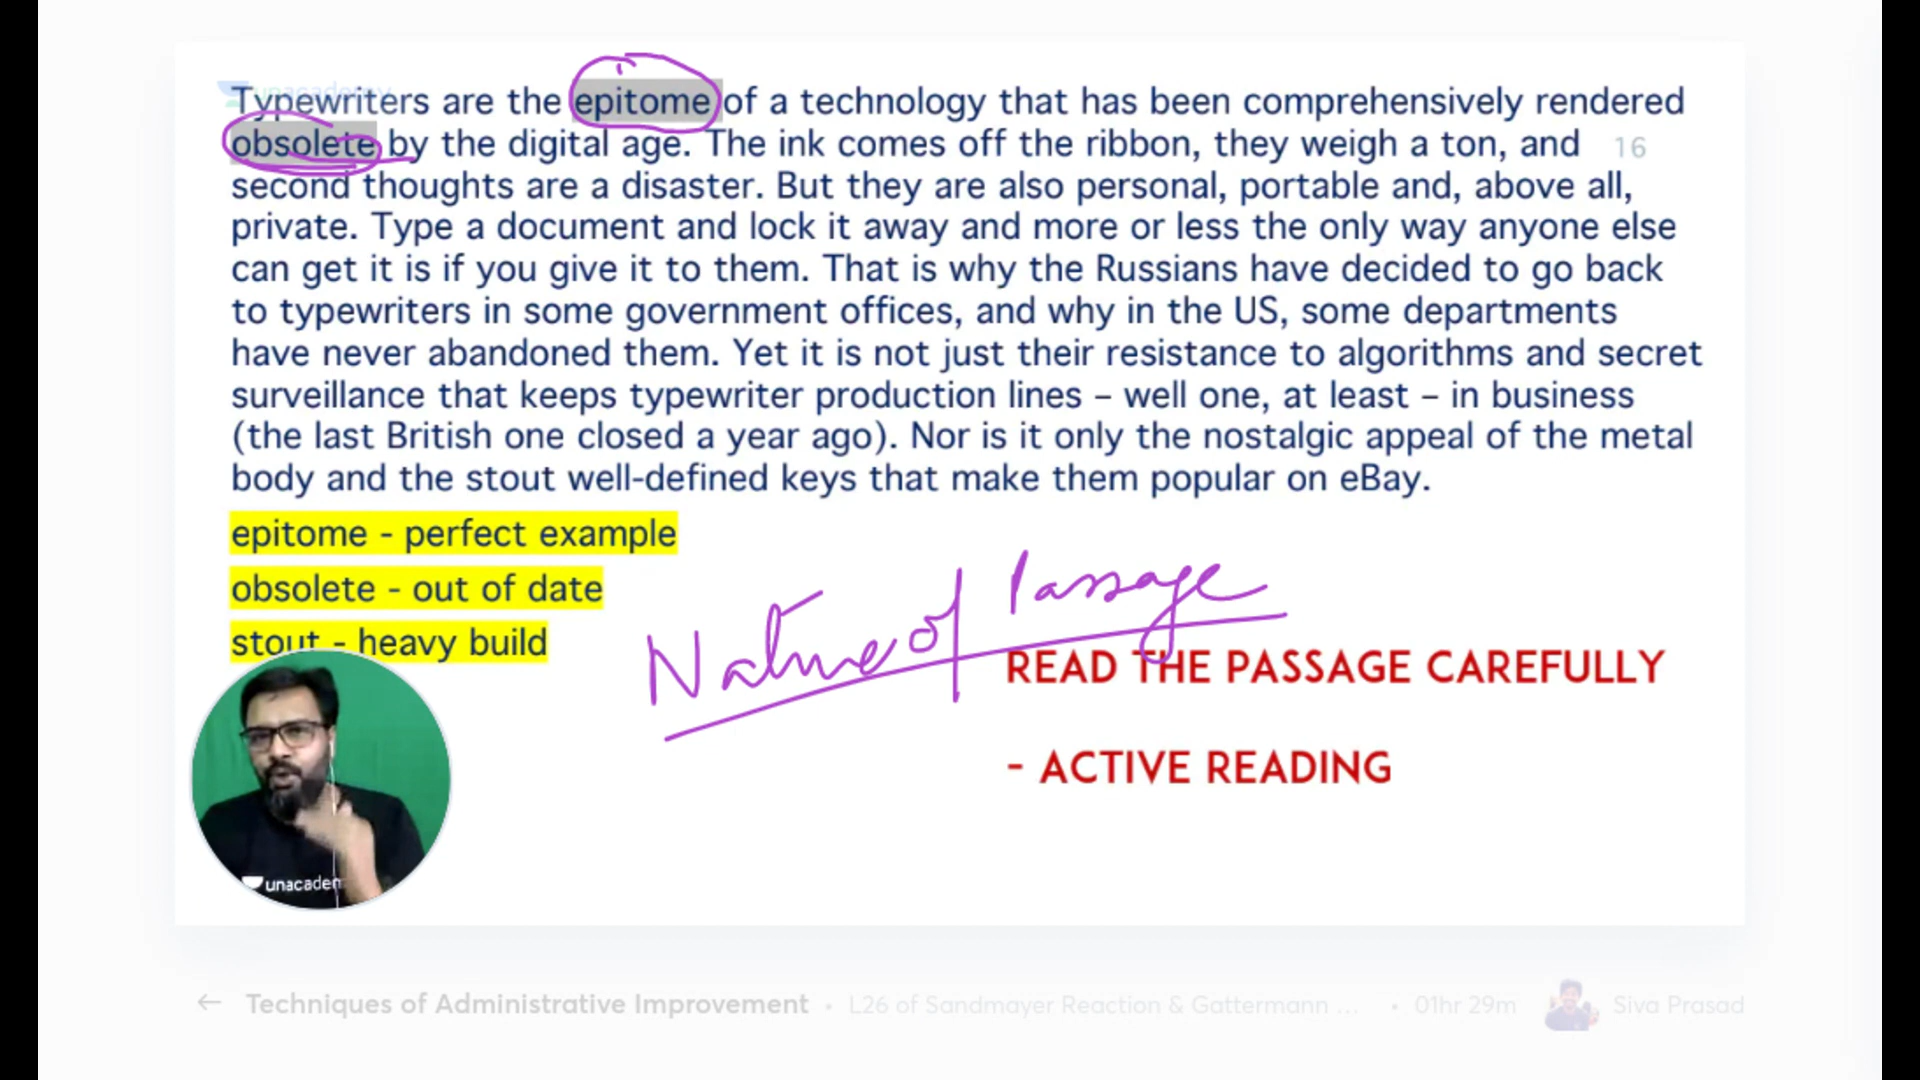 unacademy
Typewriters are the epitome of a technology that has been comprehensively rendered
obsolete by the digital age. The ink comes off the ribbon, they weigh a ton, and
16
second thoughts are a disaster. But they are also personal, portable and, above all,
private. Type a document and lock it away and more or less the only way anyone else
can get it is if you give it to them. That is why the Russians have decided to go back
to typewriters in some government offices, and why in the US, some departments
have never abandoned them. Yet it is not just their resistance to algorithms and secret
surveillance that keeps typewriter production lines – well one, at least – in business
(the last British one closed a year ago). Nor is it only the nostalgic appeal of the metal
body and the stout well-defined keys that make them popular on eBay.
epitome - perfect example
obsolete - out of date
stout - heavy build
Nature of Passage
READ THE PASSAGE CAREFULLY
- ACTIVE READING
unacadem
← Techniques of Administrative Improvement • L26 of Sandmayer Reaction & Gattermann ... • 01hr 29m Siva Prasad